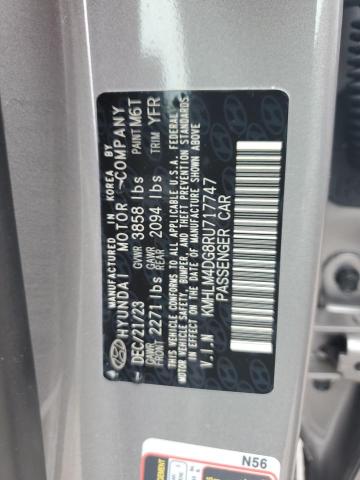 MANUFACTURED IN KOREA BY
HYUNDAI MOTOR COMPANY
DEC/21/23 GVWR 3858 lbs PAINT M6T
GAWR FRONT 2271 lbs GAWR REAR 2094 lbs TRIM YFR
THIS VEHICLE CONFORMS TO ALL APPLICABLE U.S.A. FEDERAL
MOTOR VEHICLE SAFETY, BUMPER, AND THEFT PREVENTION STANDARDS
IN EFFECT ON THE DATE OF MANUFACTURE SHOWN ABOVE
V.I.N KMHLM4DG8RU717747
PASSENGER CAR
N56